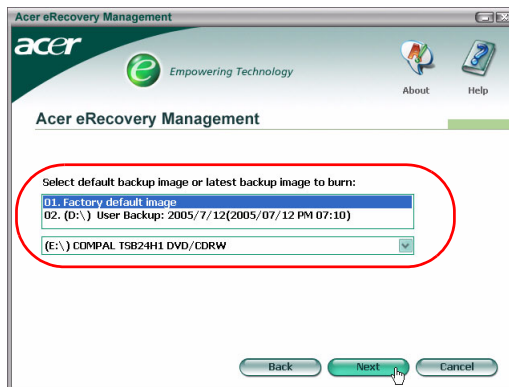 Acer eRecovery Management
acer
e Empowering Technology
About Help
Acer eRecovery Management
Select default backup image or latest backup image to burn:
01. Factory default image
02. (D:\) User Backup: 2005/7/12(2005/07/12 PM 07:10)
(E:\) COMPAL TSB24H1 DVD/CDRW
Back Next Cancel